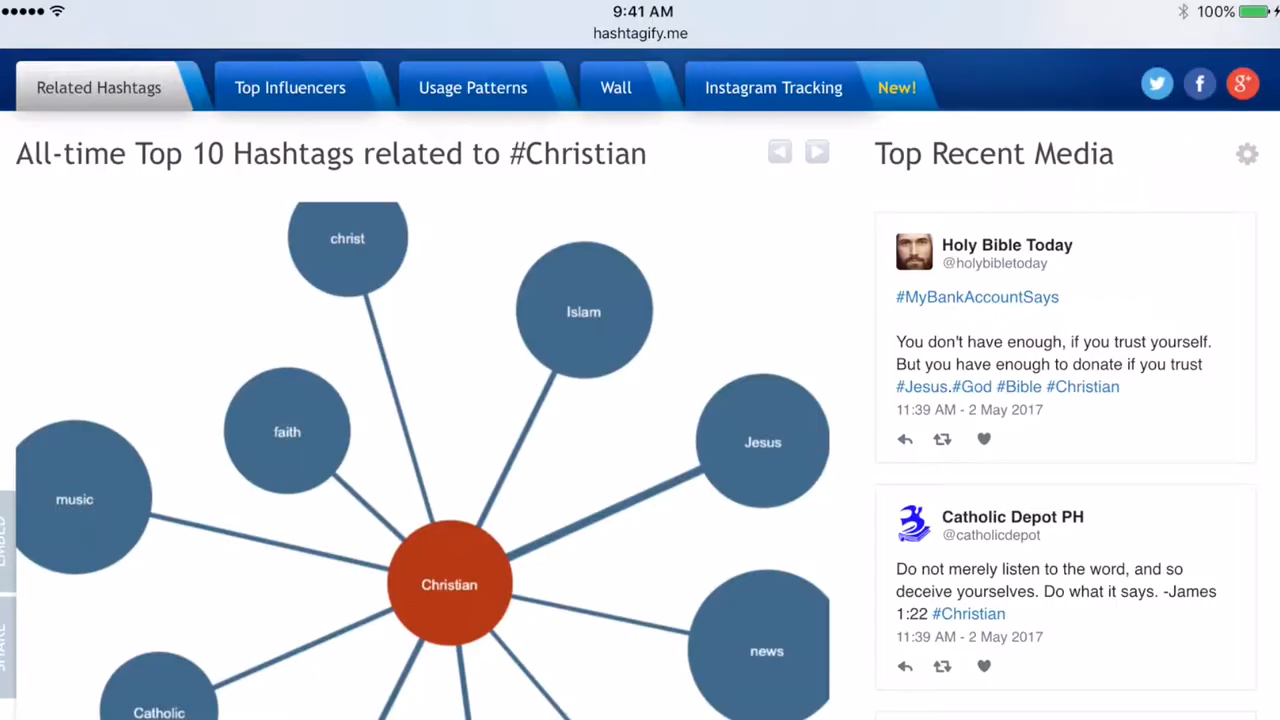 9:41 AM
100%
hashtagify.me
Related Hashtags
Top Influencers
Usage Patterns
Wall
Instagram Tracking
New!
All-time Top 10 Hashtags related to #Christian
christ
Islam
faith
Jesus
music
Christian
news
Catholic
EMBED
SHARE
Top Recent Media
Holy Bible Today
@holybibletoday
#MyBankAccountSays
You don't have enough, if you trust yourself.
But you have enough to donate if you trust
#Jesus.#God #Bible #Christian
11:39 AM - 2 May 2017
Catholic Depot PH
@catholicdepot
Do not merely listen to the word, and so
deceive yourselves. Do what it says. -James
1:22 #Christian
11:39 AM - 2 May 2017